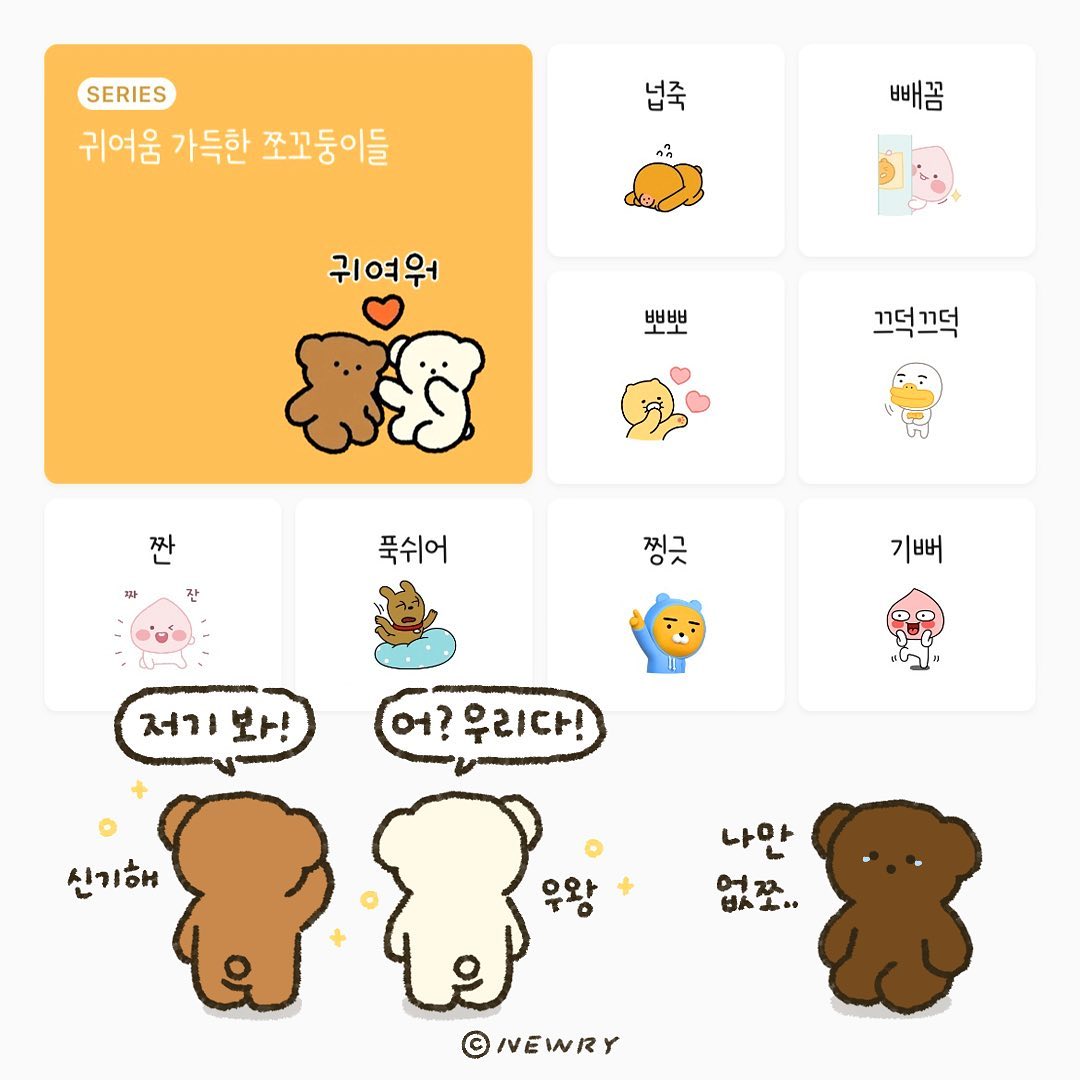 SERIES
귀여움 가득한 쪼꼬둥이들
귀여워
넙죽
빼꼼
뽀뽀
끄덕끄덕
짠
짜 잔
푹쉬어
찡긋
기뻐
저기 봐!
어? 우리다!
신기해
우왕
나만
없쪼..
© NEWRY